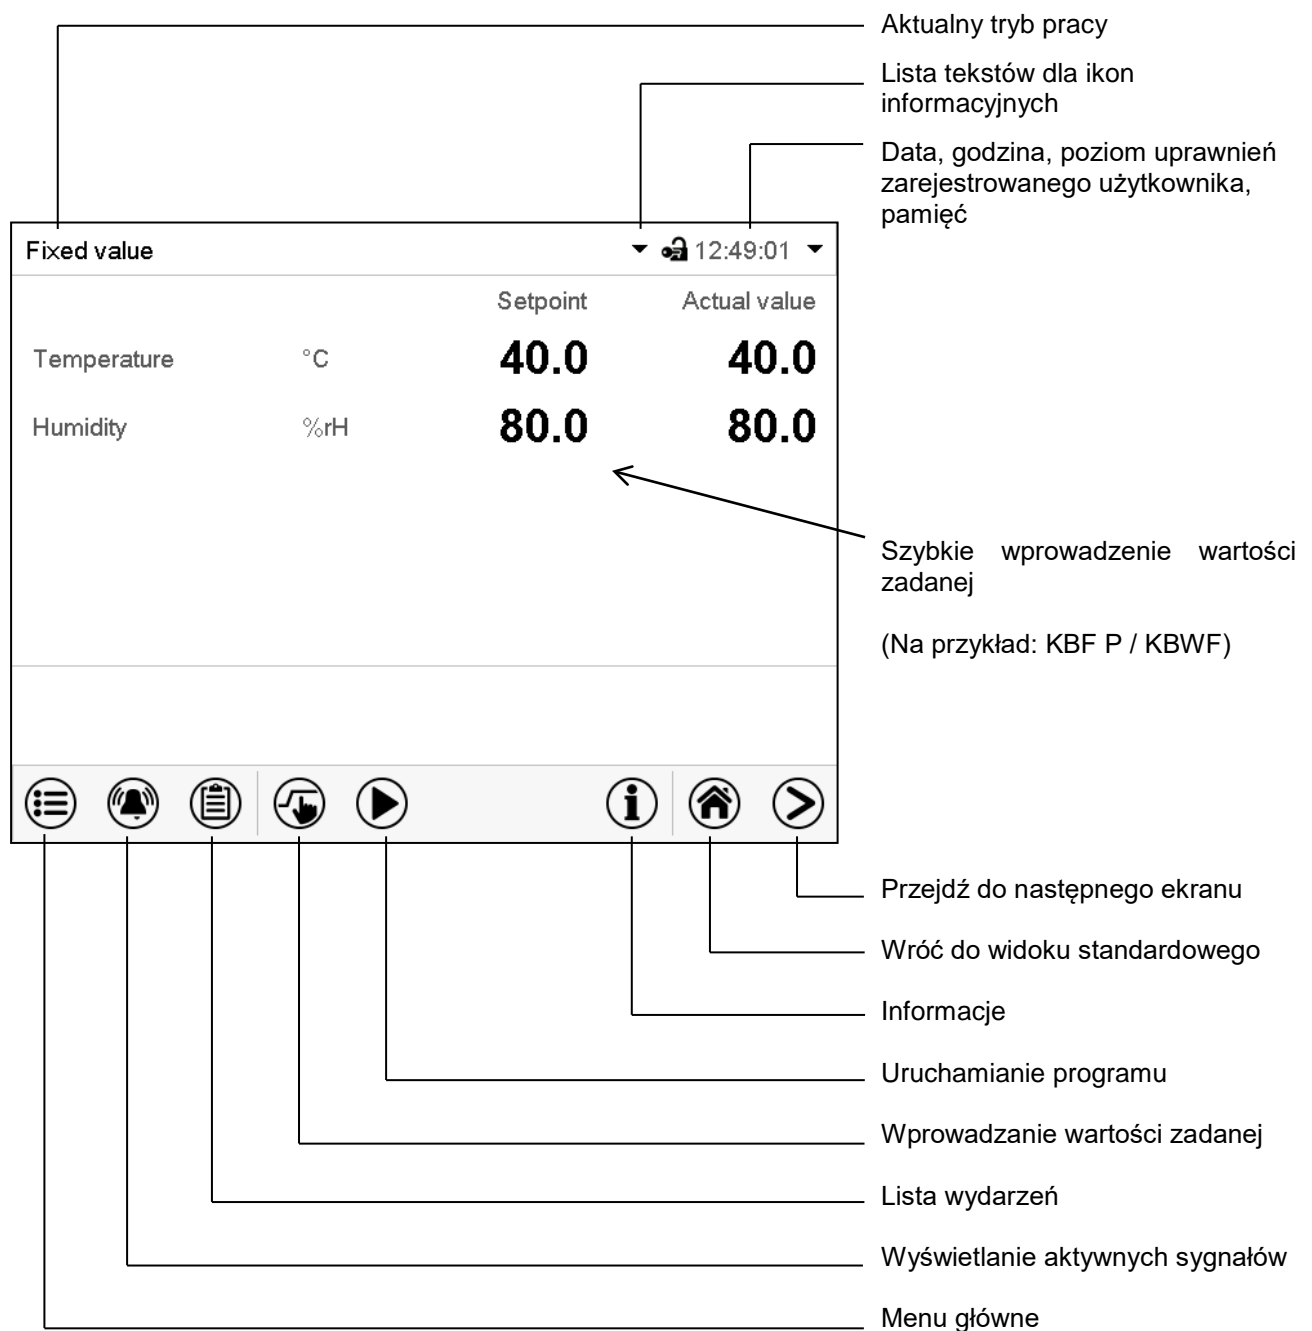 Aktualny tryb pracy
Lista tekstów dla ikon
informacyjnych
Data, godzina, poziom uprawnień
zarejestrowanego użytkownika,
pamięć
Fixed value
12:49:01
Setpoint Actual value
Temperature °C 40.0 40.0
Humidity %rH 80.0 80.0
Szybkie wprowadzenie wartości
zadanej
(Na przykład: KBF P / KBWF)
Przejdź do następnego ekranu
Wróć do widoku standardowego
Informacje
Uruchamianie programu
Wprowadzanie wartości zadanej
Lista wydarzeń
Wyświetlanie aktywnych sygnałów
Menu główne